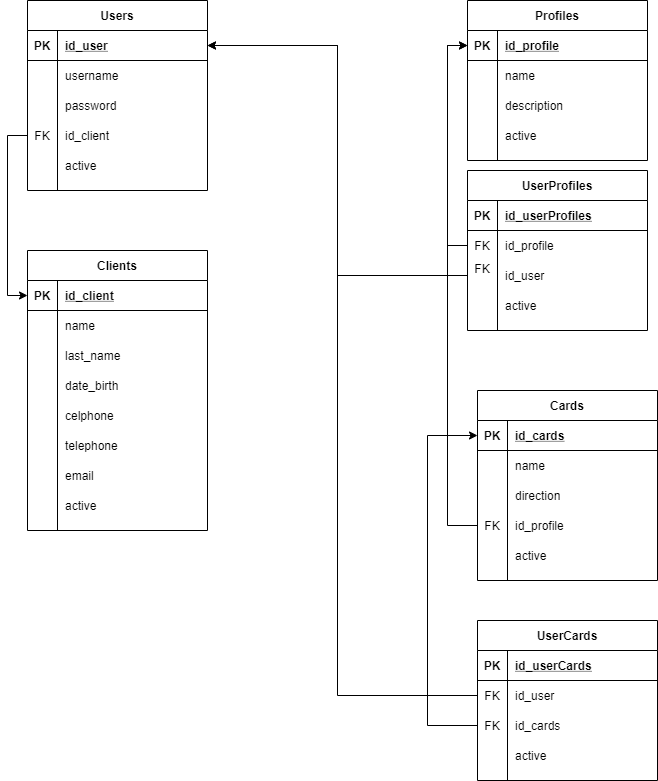 Users
PK id_user
username
password
FK id_client
active
Clients
PK id_client
name
last_name
date_birth
celphone
telephone
email
active
Profiles
PK id_profile
name
description
active
UserProfiles
PK id_userProfiles
FK id_profile
FK id_user
active
Cards
PK id_cards
name
direction
FK id_profile
active
UserCards
PK id_userCards
FK id_user
FK id_cards
active